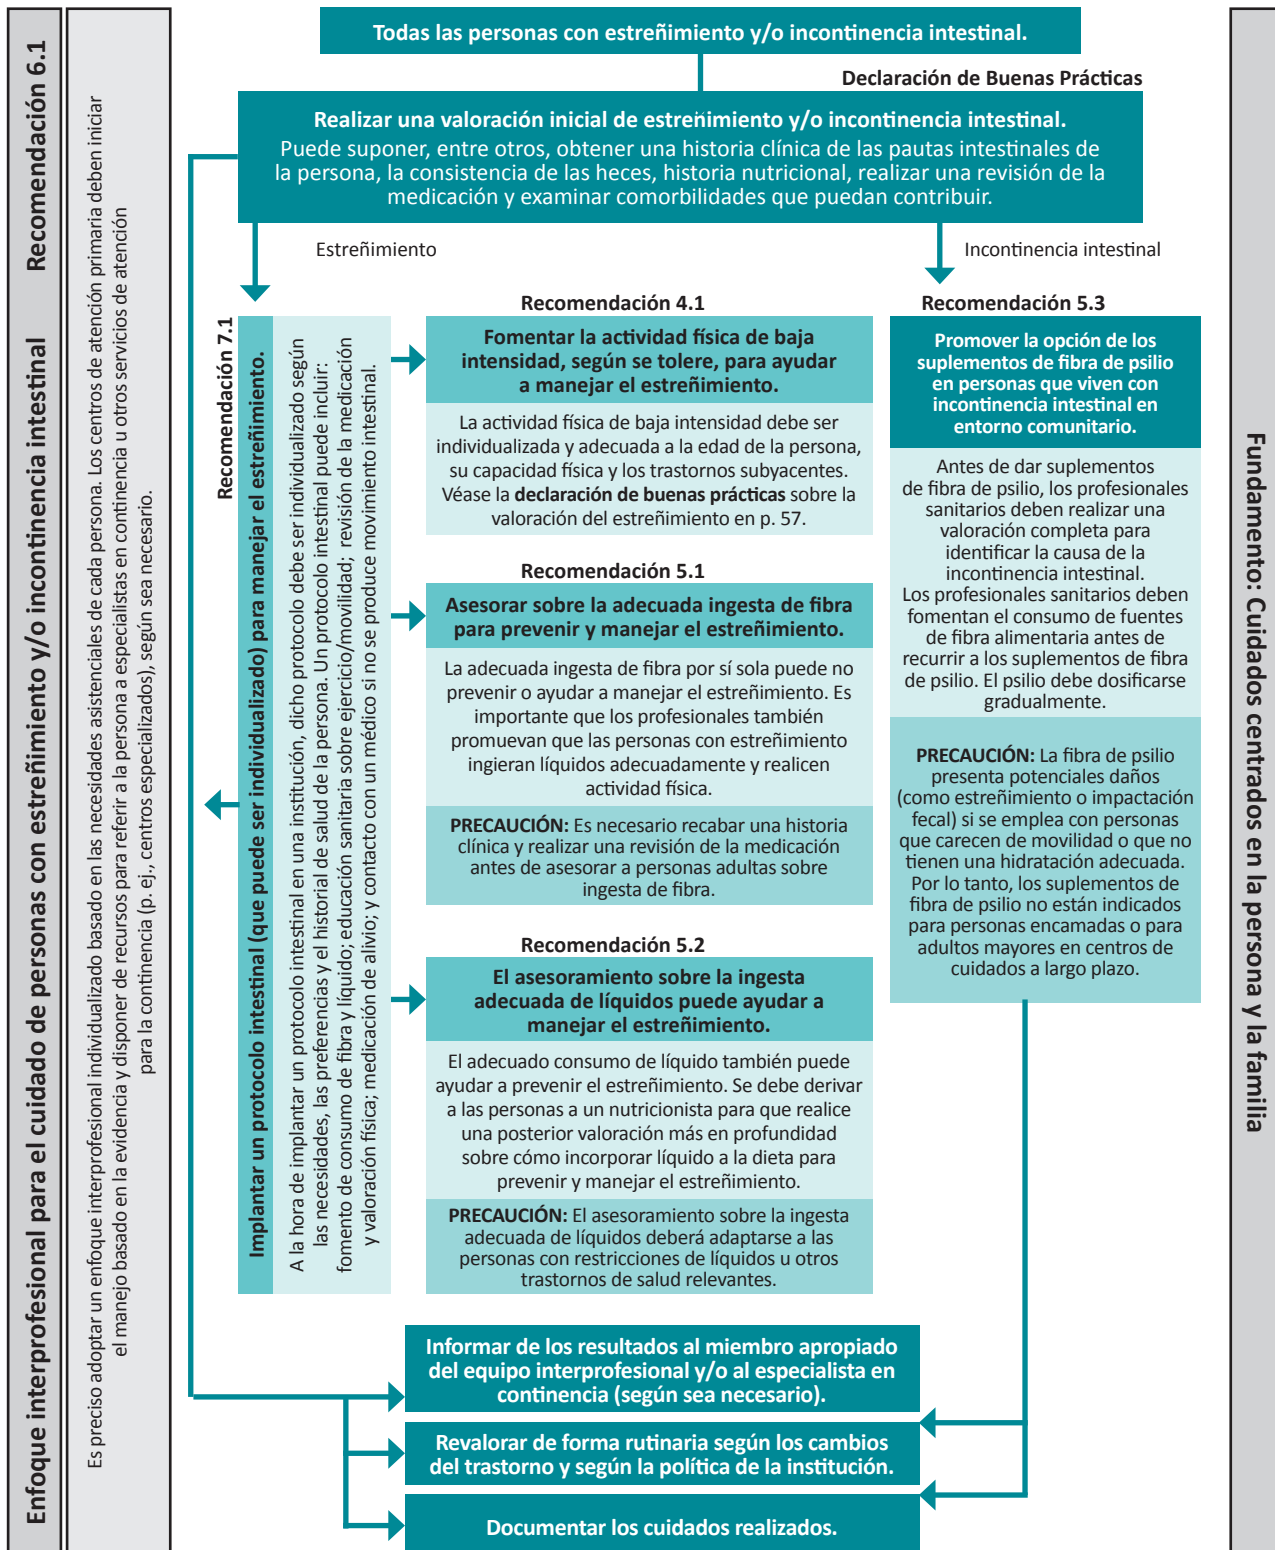 Enfoque interprofesional para el cuidado de personas con estreñimiento y/o incontinencia intestinal Recomendación 6.1
Es preciso adoptar un enfoque interprofesional individualizado basado en las necesidades asistenciales de cada persona. Los centros de atención primaria deben iniciar
el manejo basado en la evidencia y disponer de recursos para referir a la persona a especialistas en continencia u otros servicios de atención
para la continencia (p. ej., centros especializados), según sea necesario.
Todas las personas con estreñimiento y/o incontinencia intestinal.
Declaración de Buenas Prácticas
Realizar una valoración inicial de estreñimiento y/o incontinencia intestinal.
Puede suponer, entre otros, obtener una historia clínica de las pautas intestinales de
la persona, la consistencia de las heces, historia nutricional, realizar una revisión de la
medicación y examinar comorbilidades que puedan contribuir.
Estreñimiento
Incontinencia intestinal
Recomendación 7.1
Implantar un protocolo intestinal (que puede ser individualizado) para manejar el estreñimiento.
A la hora de implantar un protocolo intestinal en una institución, dicho protocolo debe ser individualizado según
las necesidades, las preferencias y el historial de salud de la persona. Un protocolo intestinal puede incluir:
fomento de consumo de fibra y líquido; educación sanitaria sobre ejercicio/movilidad; revisión de la medicación
y valoración física; medicación de alivio; y contacto con un médico si no se produce movimiento intestinal.
Recomendación 4.1
Fomentar la actividad física de baja
intensidad, según se tolere, para ayudar
a manejar el estreñimiento.
La actividad física de baja intensidad debe ser
individualizada y adecuada a la edad de la persona,
su capacidad física y los trastornos subyacentes.
Véase la declaración de buenas prácticas sobre la
valoración del estreñimiento en p. 57.
Recomendación 5.1
Asesorar sobre la adecuada ingesta de fibra
para prevenir y manejar el estreñimiento.
La adecuada ingesta de fibra por sí sola puede no
prevenir o ayudar a manejar el estreñimiento. Es
importante que los profesionales también
promuevan que las personas con estreñimiento
ingieran líquidos adecuadamente y realicen
actividad física.
PRECAUCIÓN: Es necesario recabar una historia
clínica y realizar una revisión de la medicación
antes de asesorar a personas adultas sobre
ingesta de fibra.
Recomendación 5.2
El asesoramiento sobre la ingesta
adecuada de líquidos puede ayudar a
manejar el estreñimiento.
El adecuado consumo de líquido también puede
ayudar a prevenir el estreñimiento. Se debe derivar
a las personas a un nutricionista para que realice
una posterior valoración más en profundidad
sobre cómo incorporar líquido a la dieta para
prevenir y manejar el estreñimiento.
PRECAUCIÓN: El asesoramiento sobre la ingesta
adecuada de líquidos deberá adaptarse a las
personas con restricciones de líquidos u otros
trastornos de salud relevantes.
Recomendación 5.3
Promover la opción de los
suplementos de fibra de psilio
en personas que viven con
incontinencia intestinal en
entorno comunitario.
Antes de dar suplementos
de fibra de psilio, los profesionales
sanitarios deben realizar una
valoración completa para
identificar la causa de la
incontinencia intestinal.
Los profesionales sanitarios deben
fomentan el consumo de fuentes
de fibra alimentaria antes de
recurrir a los suplementos de fibra
de psilio. El psilio debe dosificarse
gradualmente.
PRECAUCIÓN: La fibra de psilio
presenta potenciales daños
(como estreñimiento o impactación
fecal) si se emplea con personas
que carecen de movilidad o que no
tienen una hidratación adecuada.
Por lo tanto, los suplementos de
fibra de psilio no están indicados
para personas encamadas o para
adultos mayores en centros de
cuidados a largo plazo.
Informar de los resultados al miembro apropiado
del equipo interprofesional y/o al especialista en
continencia (según sea necesario).
Revalorar de forma rutinaria según los cambios
del trastorno y según la política de la institución.
Documentar los cuidados realizados.
Fundamento: Cuidados centrados en la persona y la familia